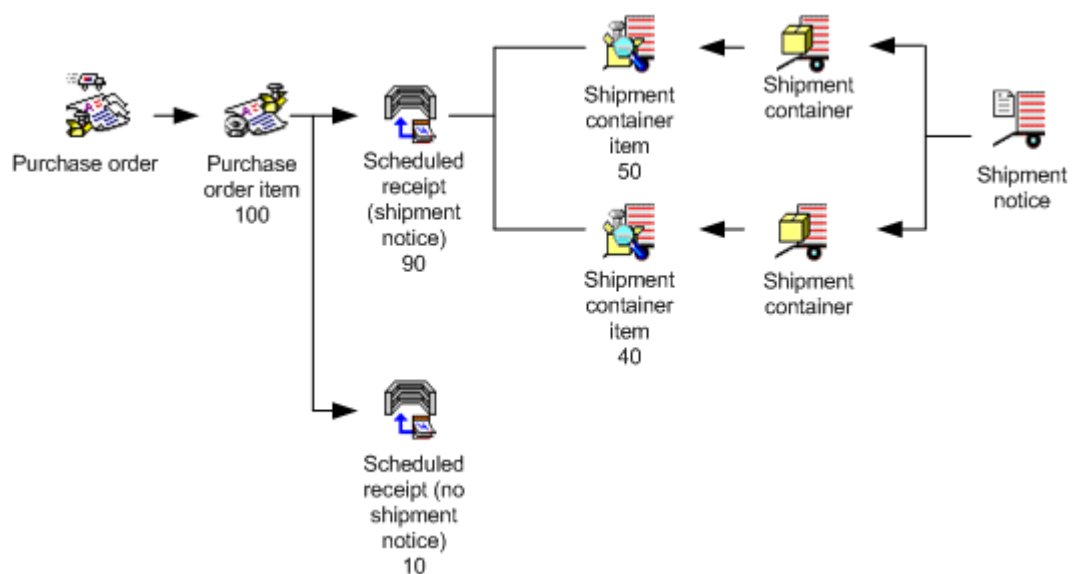 Purchase order
Purchase
order item
100
Scheduled
receipt
(shipment
notice)
90
Shipment
container
item
50
Shipment
container
Shipment
notice
Shipment
container
item
40
Shipment
container
Scheduled
receipt (no
shipment
notice)
10